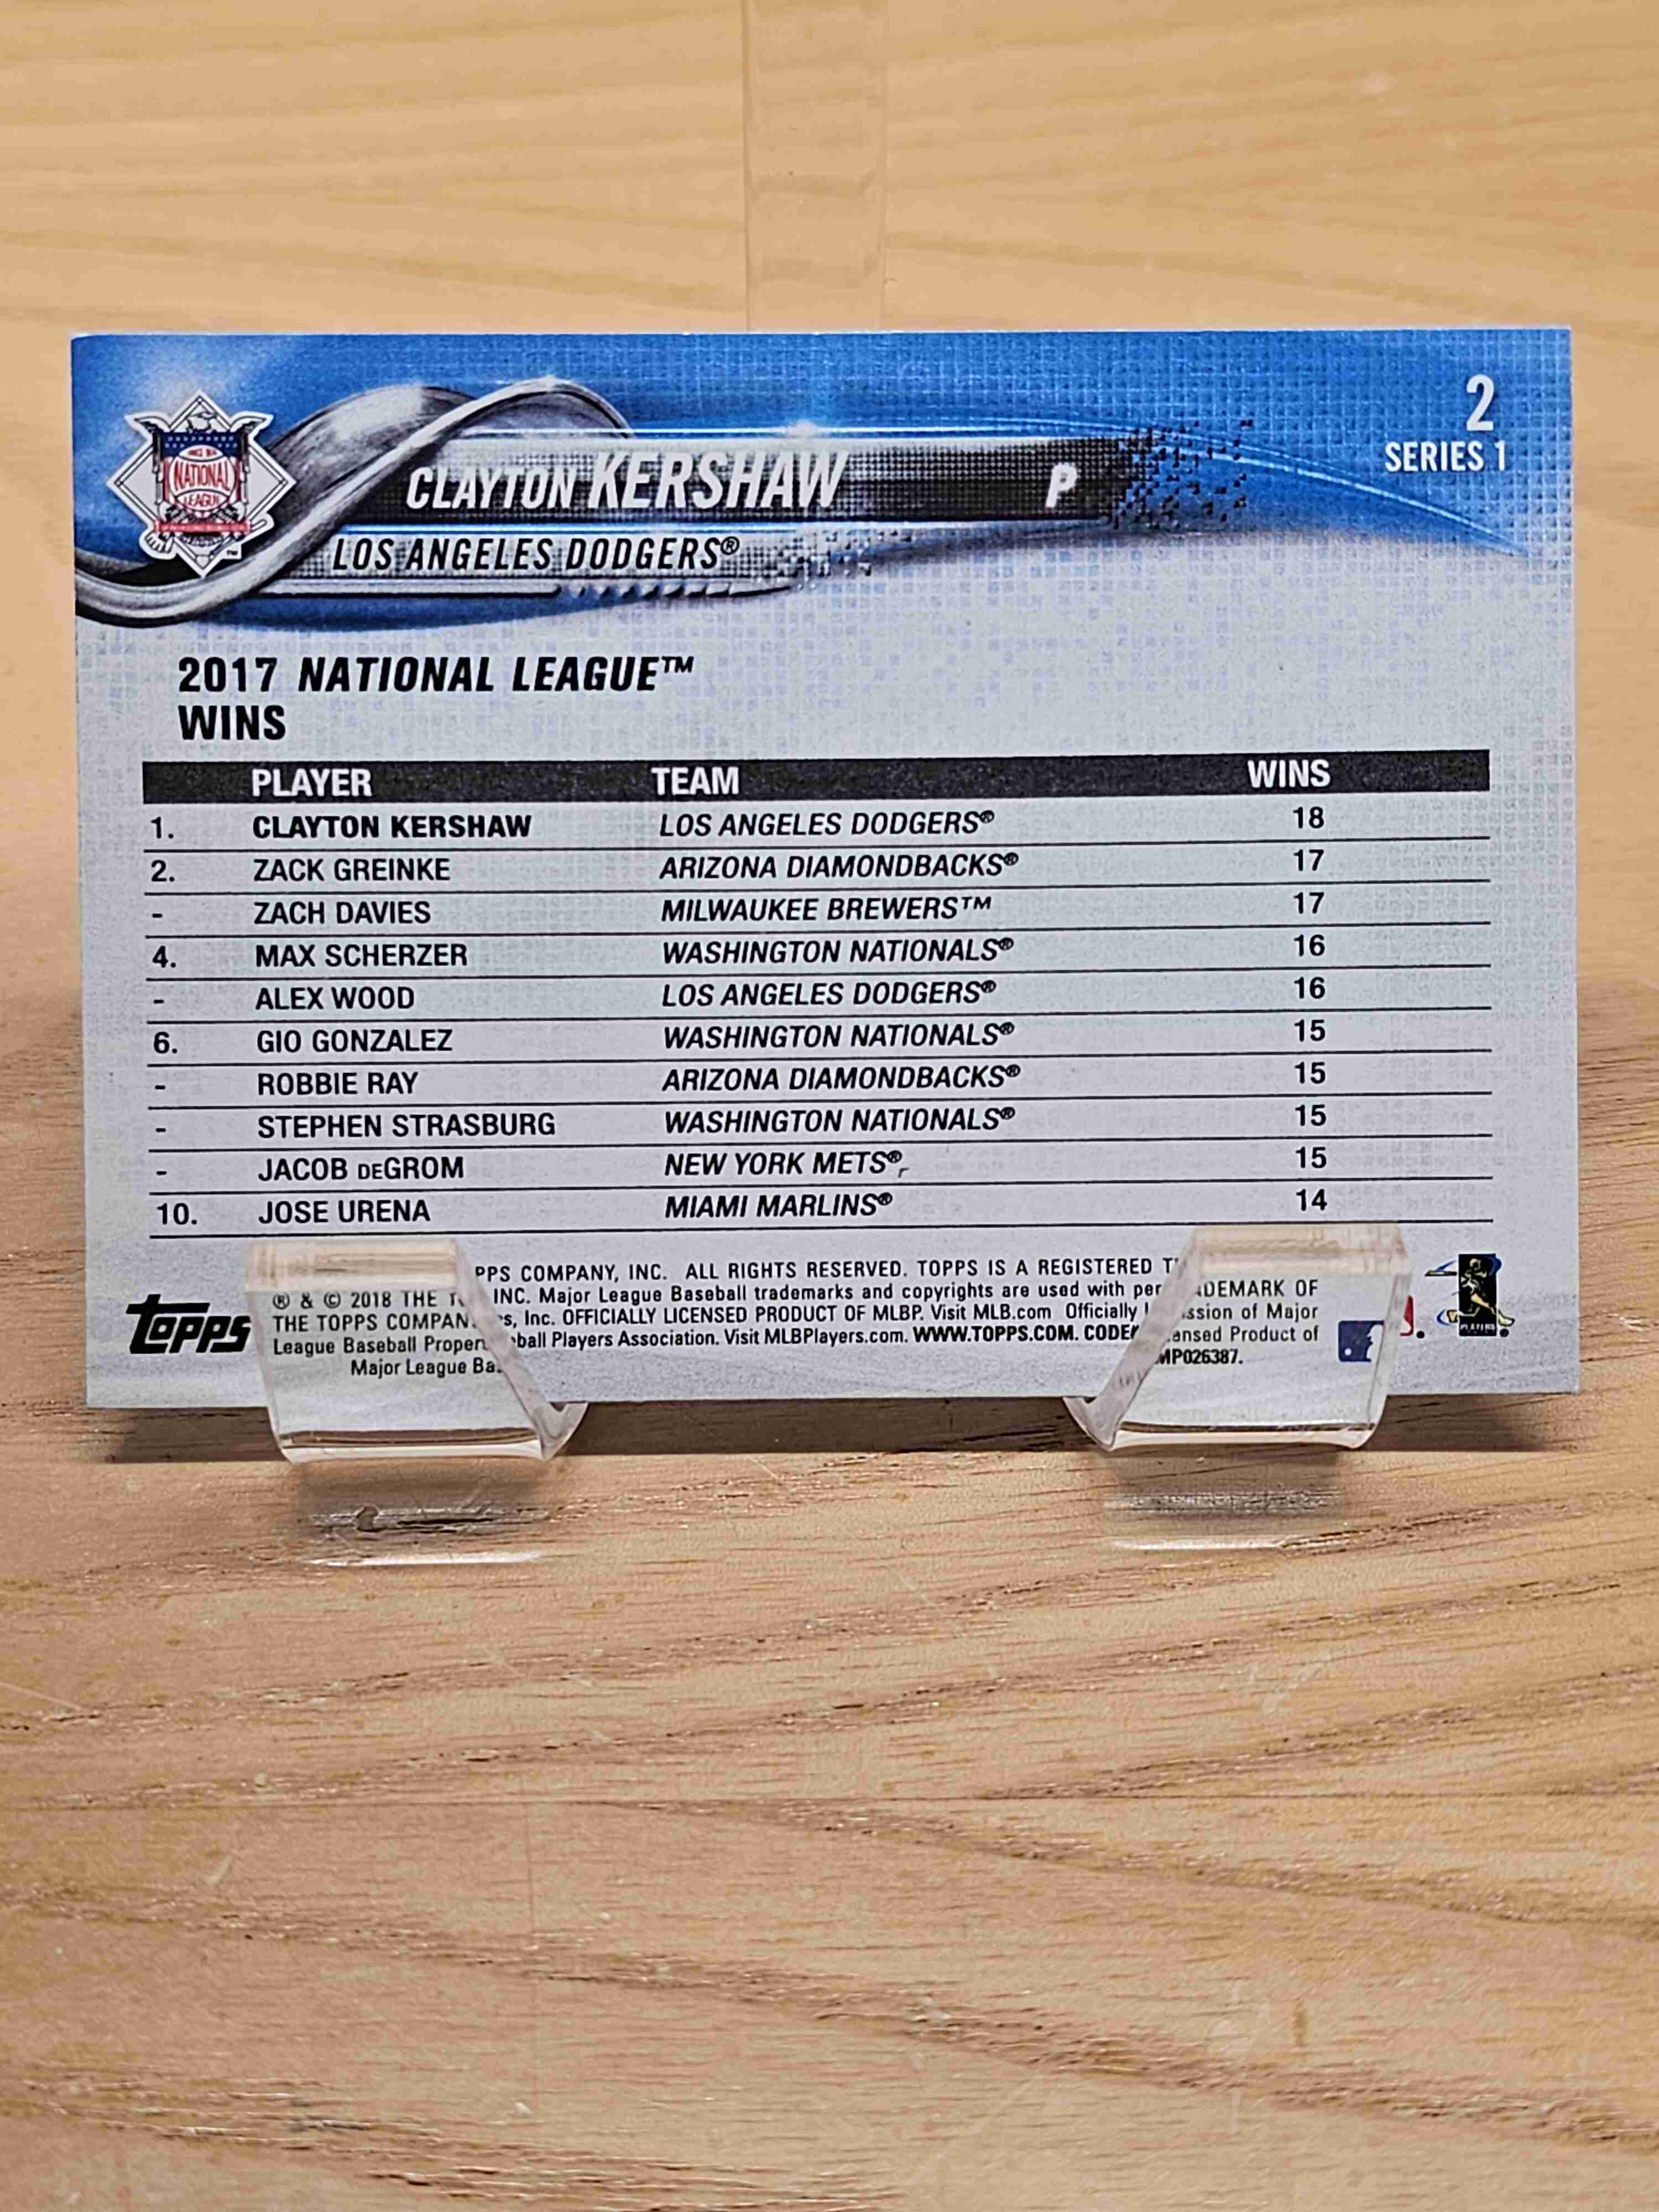 2
SERIES 1
NATIONAL
LEAGUE
TM
CLAYTON KERSHAW P
LOS ANGELES DODGERS®
2017 NATIONAL LEAGUE™
WINS
PLAYER TEAM WINS
1. CLAYTON KERSHAW LOS ANGELES DODGERS® 18
2. ZACK GREINKE ARIZONA DIAMONDBACKS® 17
- ZACH DAVIES MILWAUKEE BREWERS™ 17
4. MAX SCHERZER WASHINGTON NATIONALS® 16
- ALEX WOOD LOS ANGELES DODGERS® 16
6. GIO GONZALEZ WASHINGTON NATIONALS® 15
- ROBBIE RAY ARIZONA DIAMONDBACKS® 15
- STEPHEN STRASBURG WASHINGTON NATIONALS® 15
- JACOB DEGROM NEW YORK METS® 15
10. JOSE URENA MIAMI MARLINS® 14
Topps
® & © 2018 THE COMPANY, INC. ALL RIGHTS RESERVED. TOPPS IS A REGISTERED
THE TOPPS INC. Major League Baseball trademarks and copyrights are used with of Major
League Baseball Inc. OFFICIALLY LICENSED PRODUCT OF MLBP. Visit MLB.com Officially Product of
Major League Players Association. Visit MLBPlayers.com. WWW.TOPPS.COM.
PLAYERS